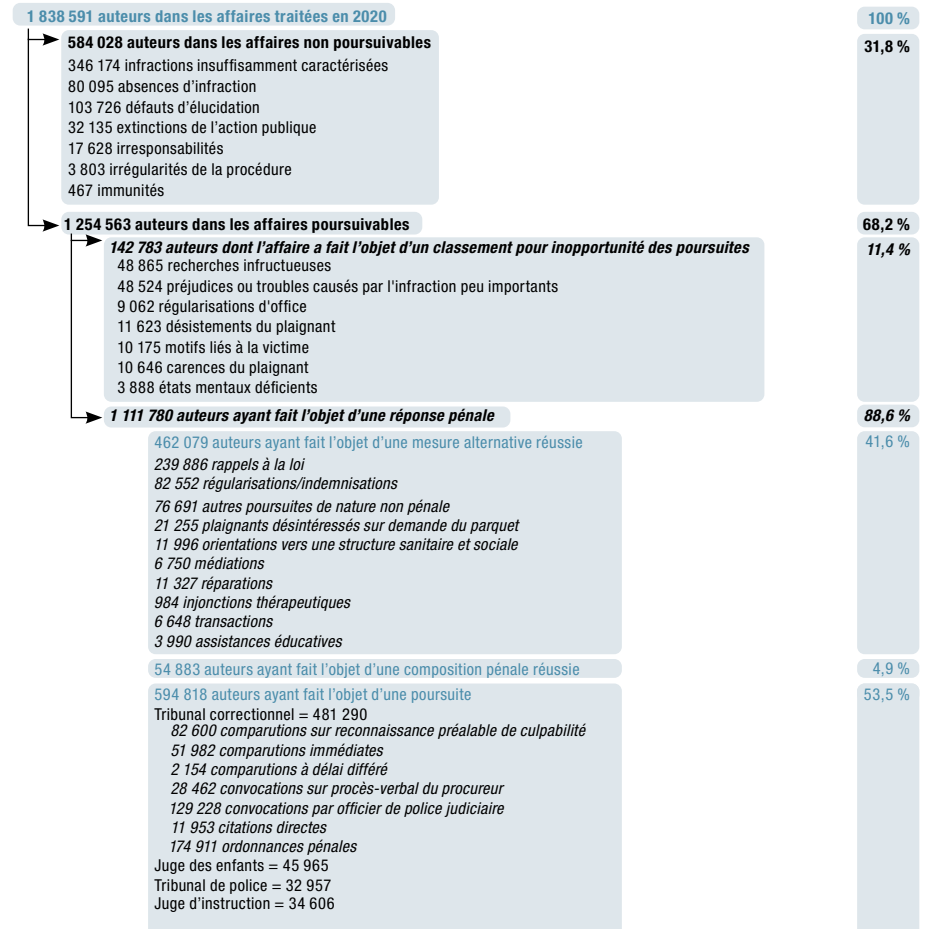 1 838 591 auteurs dans les affaires traitées en 2020 100 %
584 028 auteurs dans les affaires non poursuivables 31,8 %
346 174 infractions insuffisamment caractérisées
80 095 absences d’infraction
103 726 défauts d’élucidation
32 135 extinctions de l’action publique
17 628 irresponsabilités
3 803 irrégularités de la procédure
467 immunités
1 254 563 auteurs dans les affaires poursuivables 68,2 %
142 783 auteurs dont l’affaire a fait l’objet d’un classement pour inopportunité des poursuites 11,4 %
48 865 recherches infructueuses
48 524 préjudices ou troubles causés par l'infraction peu importants
9 062 régularisations d'office
11 623 désistements du plaignant
10 175 motifs liés à la victime
10 646 carences du plaignant
3 888 états mentaux déficients
1 111 780 auteurs ayant fait l’objet d’une réponse pénale 88,6 %
462 079 auteurs ayant fait l’objet d’une mesure alternative réussie 41,6 %
239 886 rappels à la loi
82 552 régularisations/indemnisations
76 691 autres poursuites de nature non pénale
21 255 plaignants désintéressés sur demande du parquet
11 996 orientations vers une structure sanitaire et sociale
6 750 médiations
11 327 réparations
984 injonctions thérapeutiques
6 648 transactions
3 990 assistances éducatives
54 883 auteurs ayant fait l’objet d’une composition pénale réussie 4,9 %
594 818 auteurs ayant fait l’objet d’une poursuite 53,5 %
Tribunal correctionnel = 481 290
82 600 comparutions sur reconnaissance préalable de culpabilité
51 982 comparutions immédiates
2 154 comparutions à délai différé
28 462 convocations sur procès-verbal du procureur
129 228 convocations par officier de police judiciaire
11 953 citations directes
174 911 ordonnances pénales
Juge des enfants = 45 965
Tribunal de police = 32 957
Juge d’instruction = 34 606